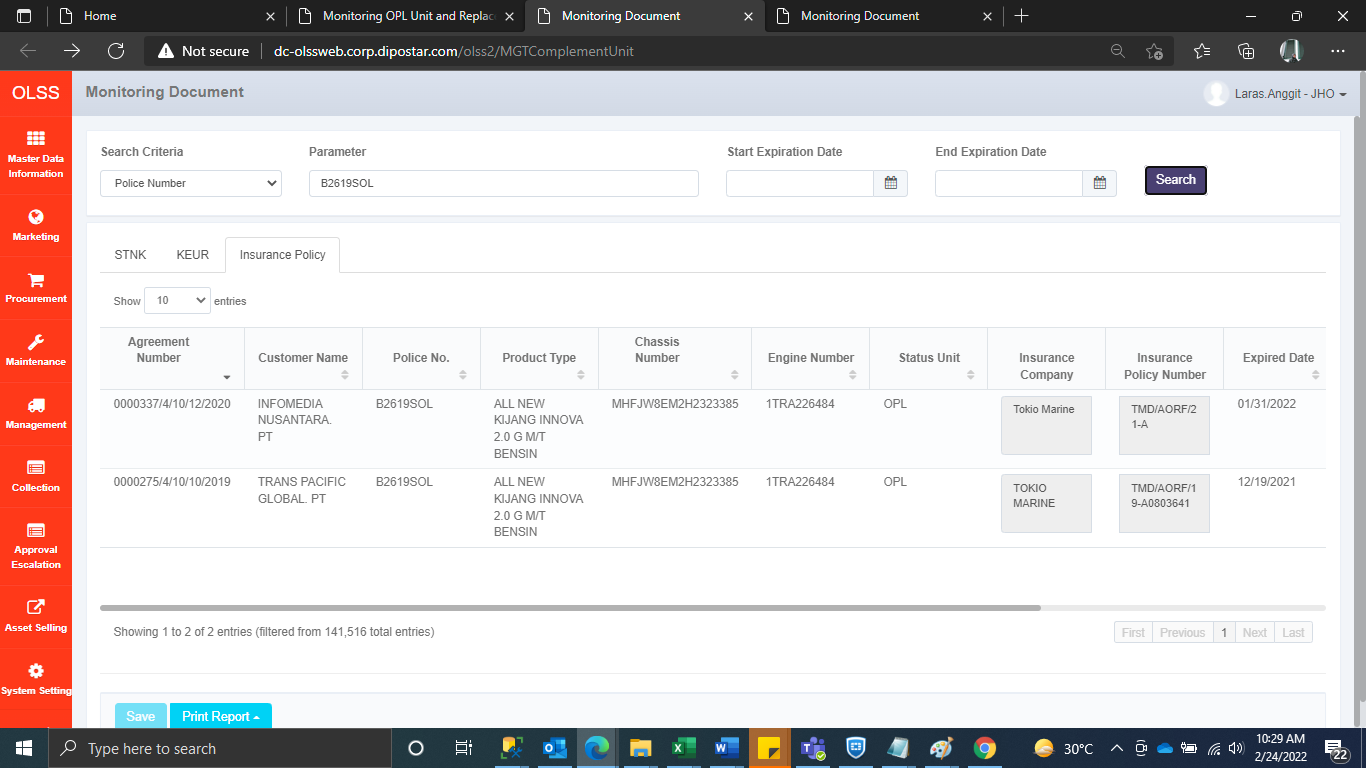 Home
Monitoring OPL Unit and Replac
Monitoring Document
Monitoring Document
Not secure
dc-olssweb.corp.dipostar.com/olss2/MGTComplementUnit
OLSS
Monitoring Document
Laras.Anggit - JHO
Master Data
Information
Marketing
Procurement
Maintenance
Management
Collection
Approval
Escalation
Asset Selling
System Setting
Search Criteria
Parameter
Start Expiration Date
End Expiration Date
Police Number
B2619SOL
Search
STNK
KEUR
Insurance Policy
Show 10 entries
Agreement
Number
Customer Name
Police No.
Product Type
Chassis
Number
Engine Number
Status Unit
Insurance
Company
Insurance
Policy Number
Expired Date
0000337/4/10/12/2020
INFOMEDIA
NUSANTARA.
PT
B2619SOL
ALL NEW
KIJANG INNOVA
2.0 G M/T
BENSIN
MHFJW8EM2H2323385
1TRA226484
OPL
Tokio Marine
TMD/AORF/2
1-A
01/31/2022
0000275/4/10/10/2019
TRANS PACIFIC
GLOBAL. PT
B2619SOL
ALL NEW
KIJANG INNOVA
2.0 G M/T
BENSIN
MHFJW8EM2H2323385
1TRA226484
OPL
TOKIO
MARINE
TMD/AORF/1
9-A0803641
12/19/2021
Showing 1 to 2 of 2 entries (filtered from 141,516 total entries)
First
Previous
1
Next
Last
Save
Print Report
Type here to search
30°C
10:29 AM
2/24/2022
22